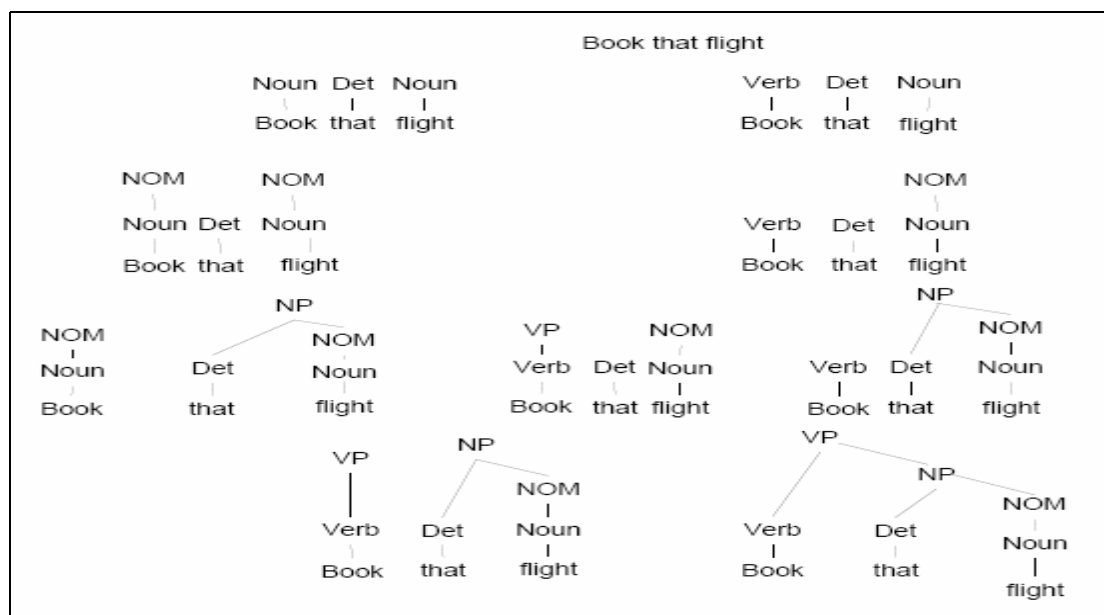 Book that flight
Noun Det Noun Verb Det Noun
Book that flight Book that flight
NOM NOM NOM
Noun Det Noun Verb Det Noun
Book that flight Book that flight
NP NP
NOM NOM VP NOM NOM
Noun Det Noun Verb Det Noun Verb Det Noun
Book that flight Book that flight Book that flight
VP NP VP
NP
NOM NOM
Verb Det Noun Verb Det Noun
Book that flight Book that flight